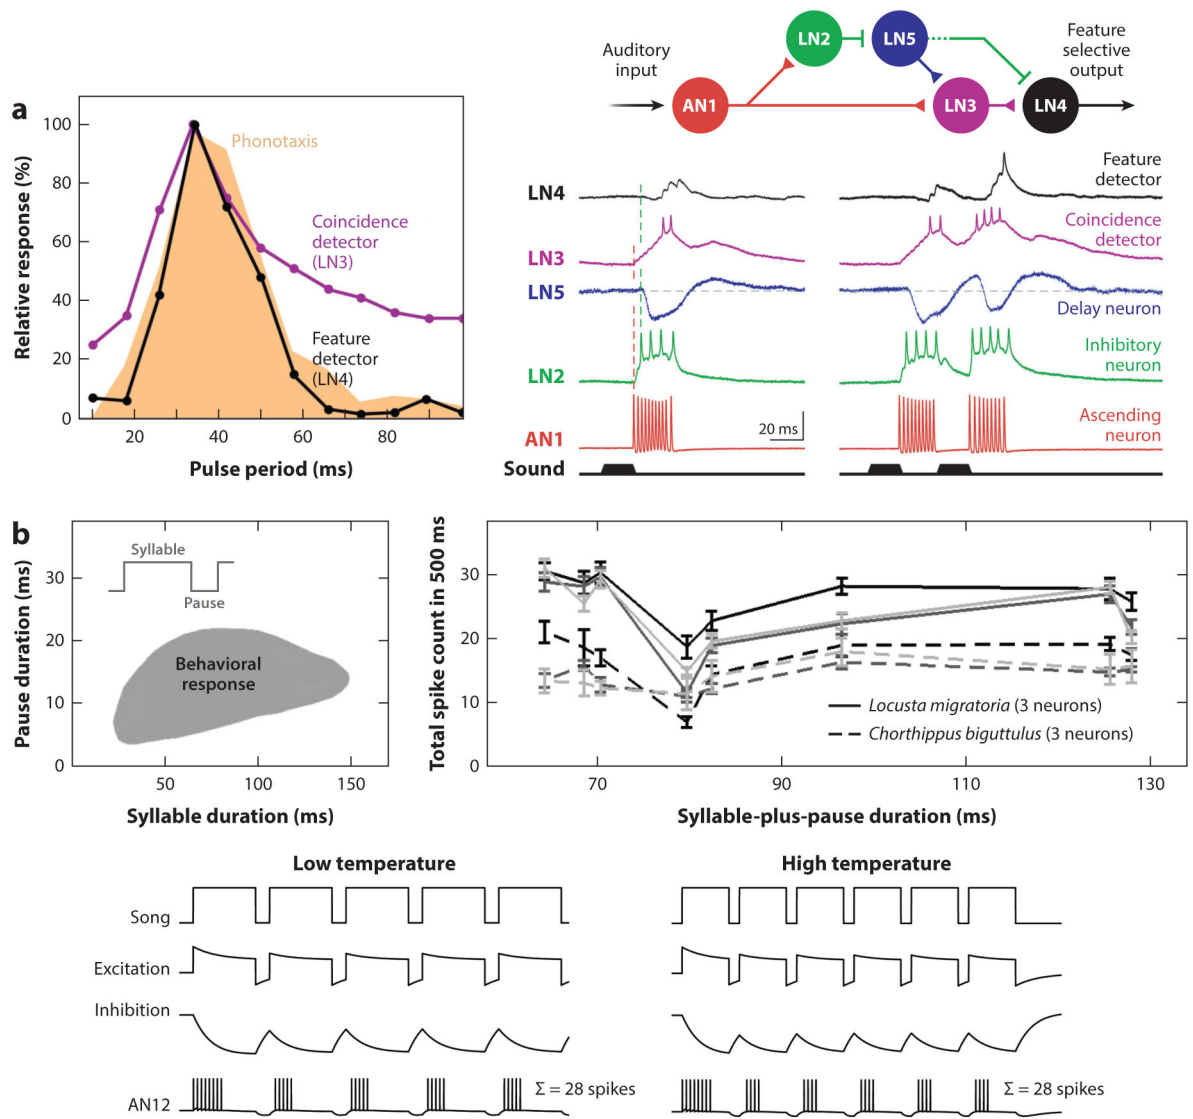 a
Relative response (%)
100
80
60
40
20
0
20
40
60
80
Pulse period (ms)
Phonotaxis
Coincidence
detector
(LN3)
Feature
detector
(LN4)
Auditory
input
AN1
LN2
LN5
LN3
LN4
Feature
selective
output
LN4
Feature
detector
LN3
Coincidence
detector
LN5
Delay neuron
LN2
Inhibitory
neuron
AN1
20 ms
Ascending
neuron
Sound
b
Pause duration (ms)
30
20
10
0
Syllable
Pause
Behavioral
response
50
100
150
Syllable duration (ms)
Total spike count in 500 ms
30
20
10
0
Locusta migratoria (3 neurons)
Chorthippus biguttulus (3 neurons)
70
90
110
130
Syllable-plus-pause duration (ms)
Low temperature
High temperature
Song
Excitation
Inhibition
AN12
Σ = 28 spikes
Σ = 28 spikes